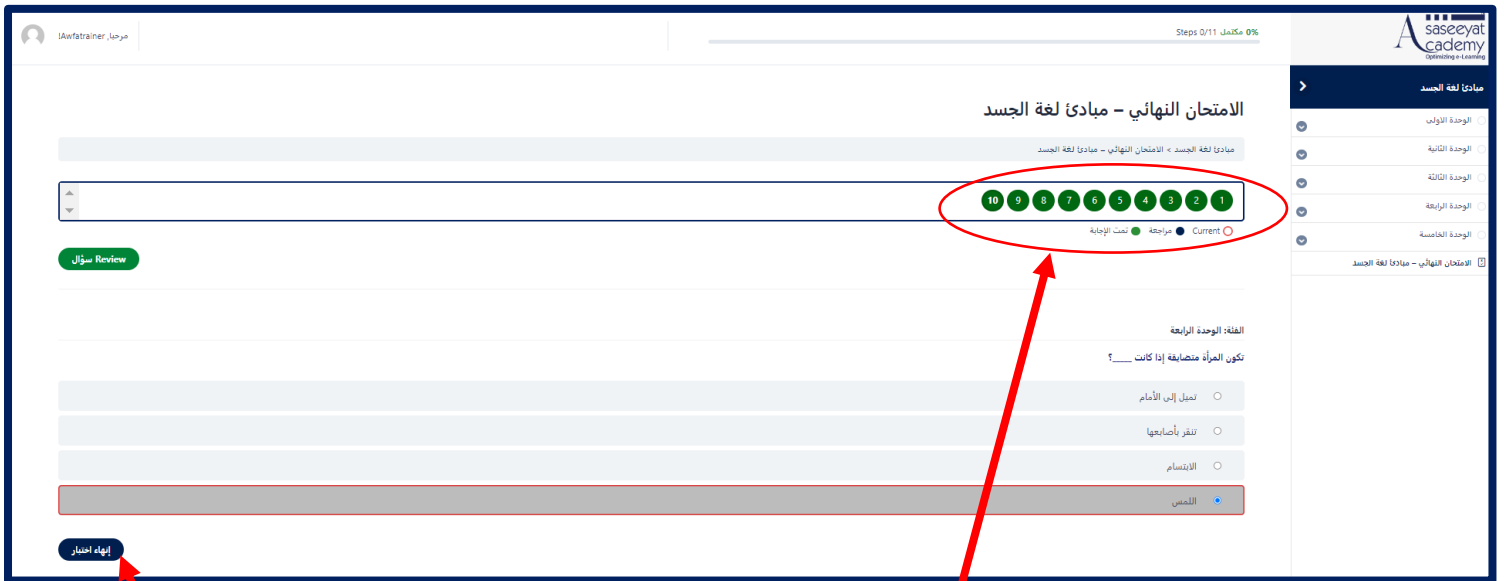 Asaseeyat
Academy
Optimizing e-Learning
0% مكتمل 0/11 Steps
مرحبا, Awfatrainer!
مبادئ لغة الجسد
الوحدة الاولى
الوحدة الثانية
الوحدة الثالثة
الوحدة الرابعة
الوحدة الخامسة
الامتحان النهائي – مبادئ لغة الجسد
الامتحان النهائي – مبادئ لغة الجسد
مبادئ لغة الجسد > الامتحان النهائي – مبادئ لغة الجسد
1 2 3 4 5 6 7 8 9 10
Current مراجعة تمت الإجابة
Review سؤال
الفئة: الوحدة الرابعة
تكون المرأة متضايقة إذا كانت ____؟
تميل إلى الأمام
تنقر بأصابعها
الابتسام
اللمس
إنهاء اختبار